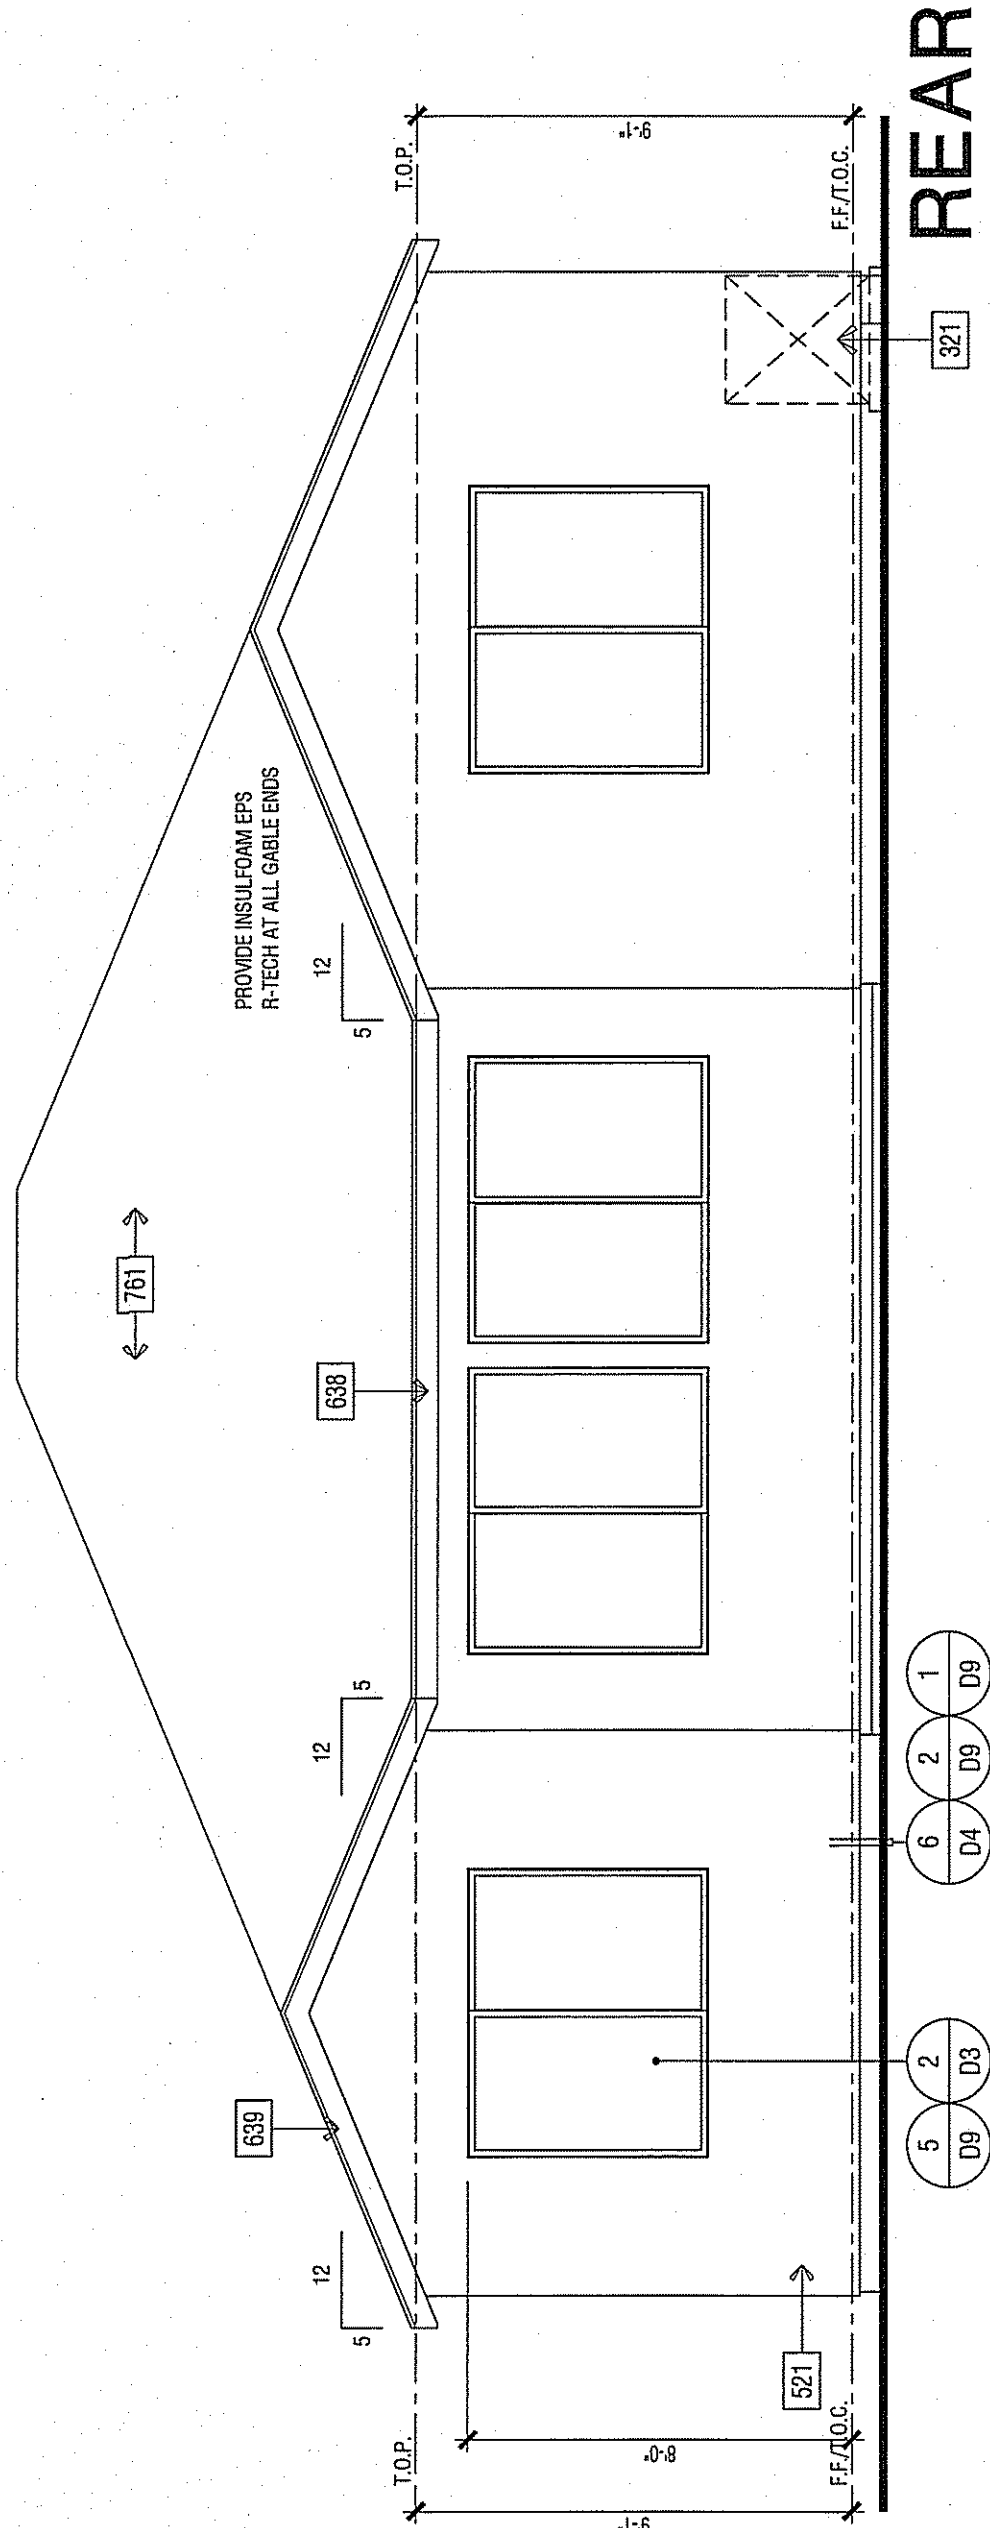 761
638
639
PROVIDE INSULFOAM EPS
R-TECH AT ALL GABLE ENDS
12
5
12
5
12
5
T.O.P.
T.O.P.
9'-1"
8'-0"
9'-1"
521
F.F./T.O.C.
F.F./T.O.C.
321
5
D9
2
D3
6
D4
2
D9
1
D9
REAR